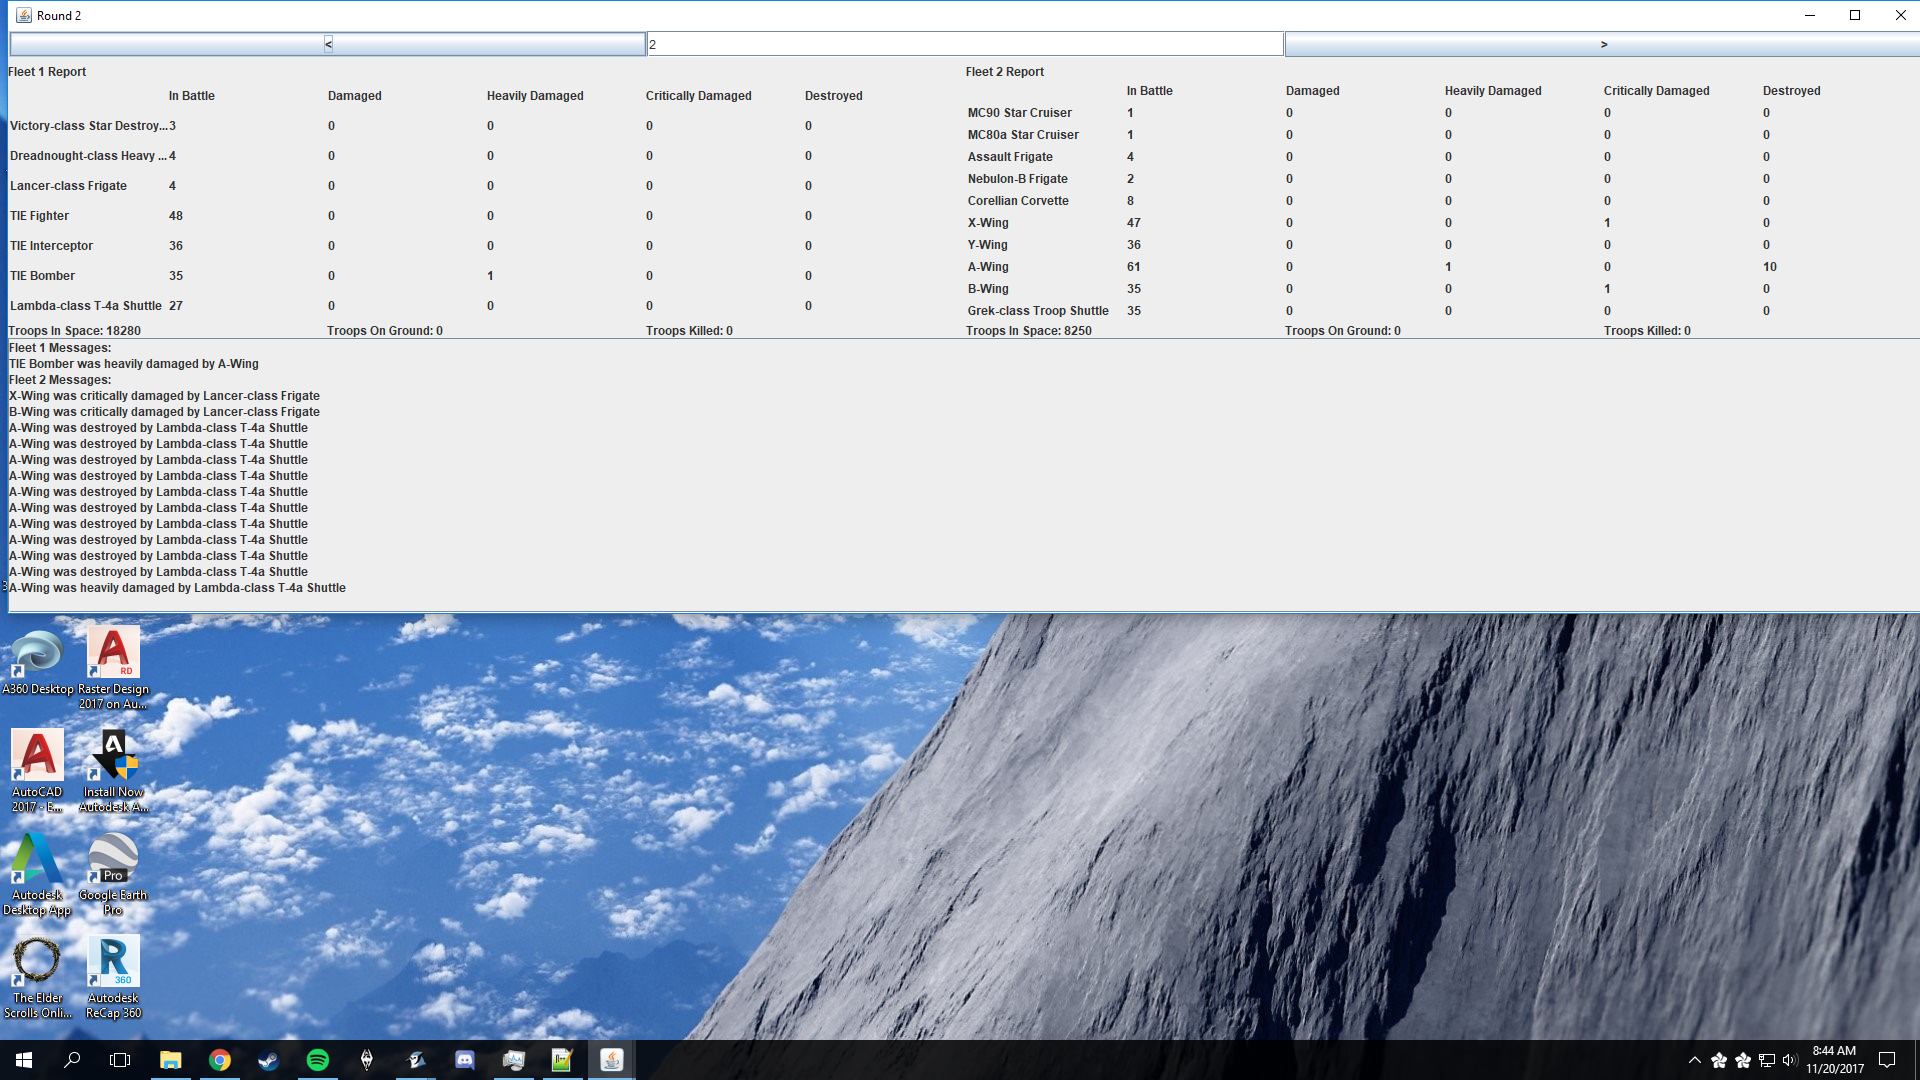 Round 2
< 2 >
Fleet 1 Report
In Battle Damaged Heavily Damaged Critically Damaged Destroyed
Victory-class Star Destroy... 3 0 0 0 0
Dreadnought-class Heavy ... 4 0 0 0 0
Lancer-class Frigate 4 0 0 0 0
TIE Fighter 48 0 0 0 0
TIE Interceptor 36 0 0 0 0
TIE Bomber 35 0 1 0 0
Lambda-class T-4a Shuttle 27 0 0 0 0
Troops In Space: 18280 Troops On Ground: 0 Troops Killed: 0
Fleet 2 Report
In Battle Damaged Heavily Damaged Critically Damaged Destroyed
MC90 Star Cruiser 1 0 0 0 0
MC80a Star Cruiser 1 0 0 0 0
Assault Frigate 4 0 0 0 0
Nebulon-B Frigate 2 0 0 0 0
Corellian Corvette 8 0 0 0 0
X-Wing 47 0 0 1 0
Y-Wing 36 0 0 0 0
A-Wing 61 0 1 0 10
B-Wing 35 0 0 1 0
Grek-class Troop Shuttle 35 0 0 0 0
Troops In Space: 8250 Troops On Ground: 0 Troops Killed: 0
Fleet 1 Messages:
TIE Bomber was heavily damaged by A-Wing
Fleet 2 Messages:
X-Wing was critically damaged by Lancer-class Frigate
B-Wing was critically damaged by Lancer-class Frigate
A-Wing was destroyed by Lambda-class T-4a Shuttle
A-Wing was destroyed by Lambda-class T-4a Shuttle
A-Wing was destroyed by Lambda-class T-4a Shuttle
A-Wing was destroyed by Lambda-class T-4a Shuttle
A-Wing was destroyed by Lambda-class T-4a Shuttle
A-Wing was destroyed by Lambda-class T-4a Shuttle
A-Wing was destroyed by Lambda-class T-4a Shuttle
A-Wing was destroyed by Lambda-class T-4a Shuttle
A-Wing was destroyed by Lambda-class T-4a Shuttle
A-Wing was destroyed by Lambda-class T-4a Shuttle
A-Wing was heavily damaged by Lambda-class T-4a Shuttle
A360 Desktop
RD
Raster Design
2017 on Au...
AutoCAD
2017 - E...
Install Now
Autodesk A...
Autodesk
Desktop App
Pro
Google Earth
Pro
The Elder
Scrolls Onli...
R
360
Autodesk
ReCap 360
8:44 AM
11/20/2017